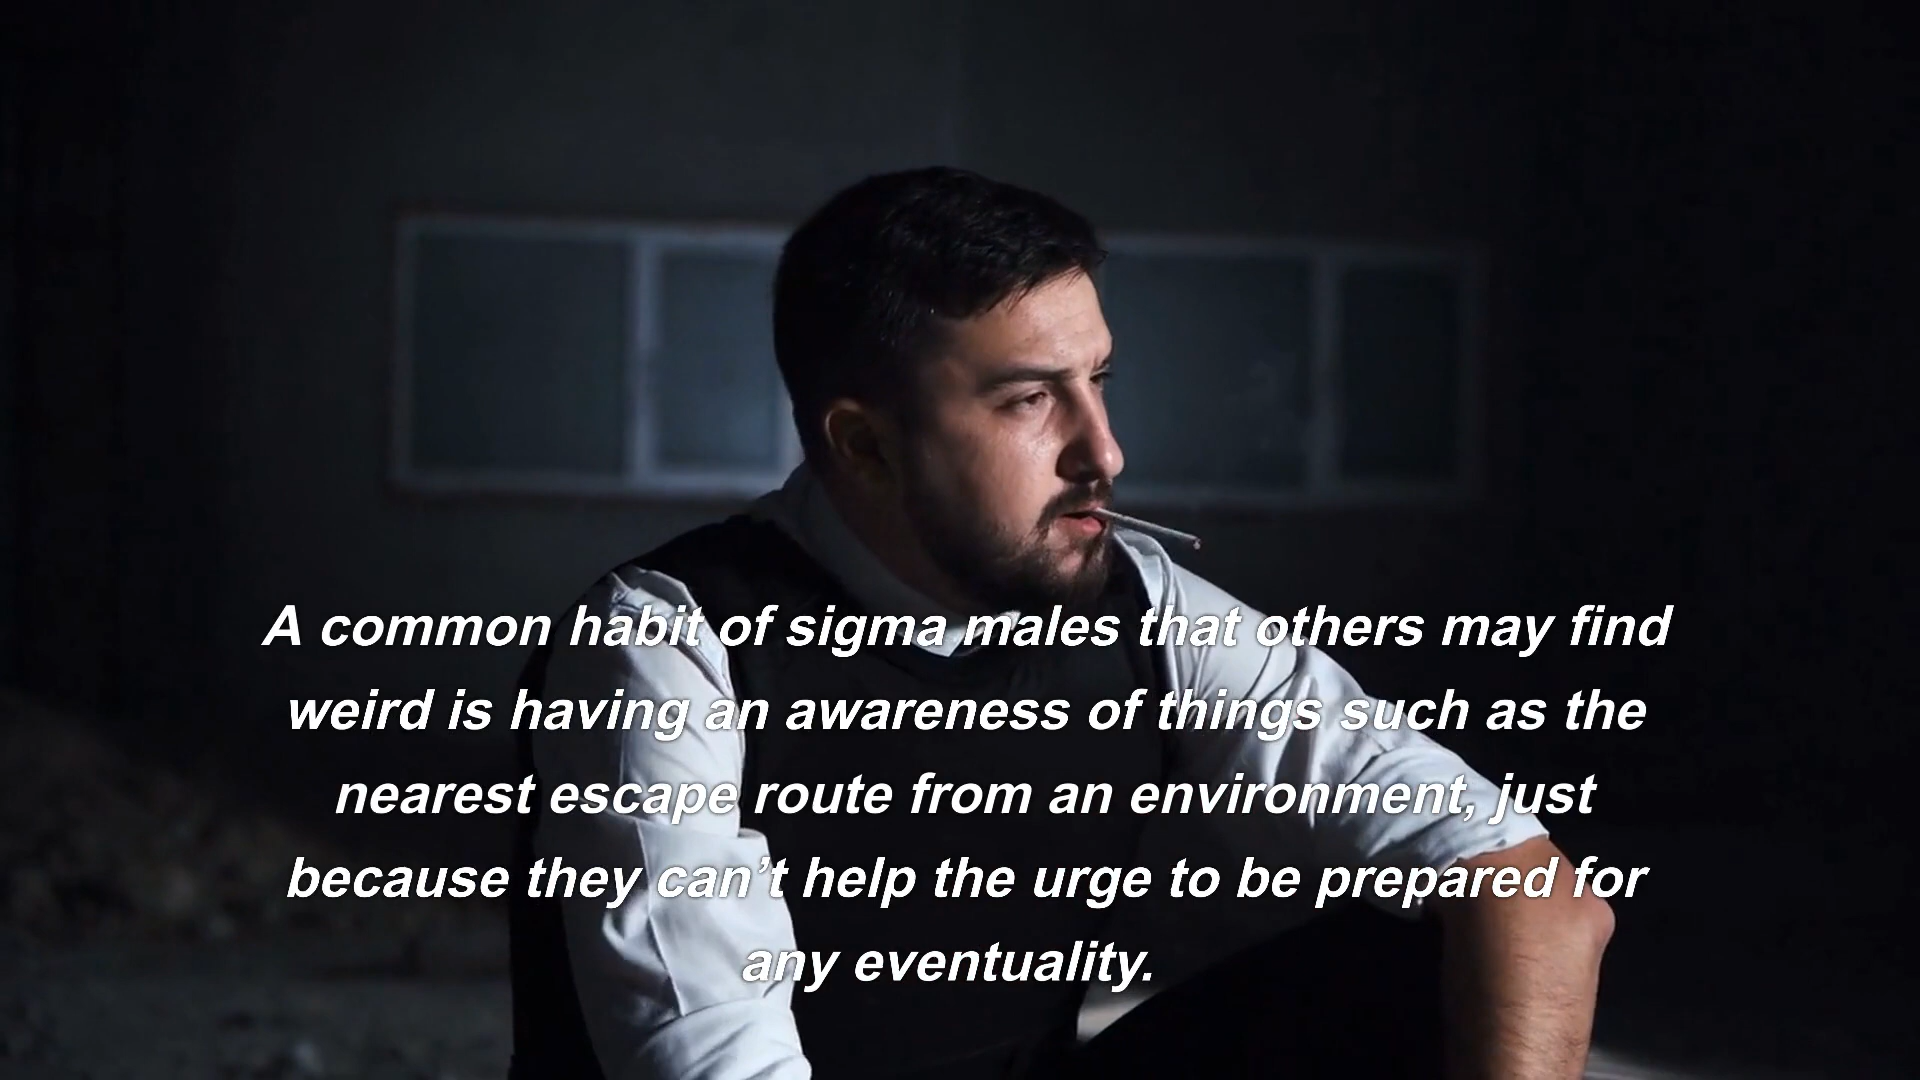 A common habit of sigma males that others may find
weird is having an awareness of things such as the
nearest escape route from an environment, just
because they can’t help the urge to be prepared for
any eventuality.